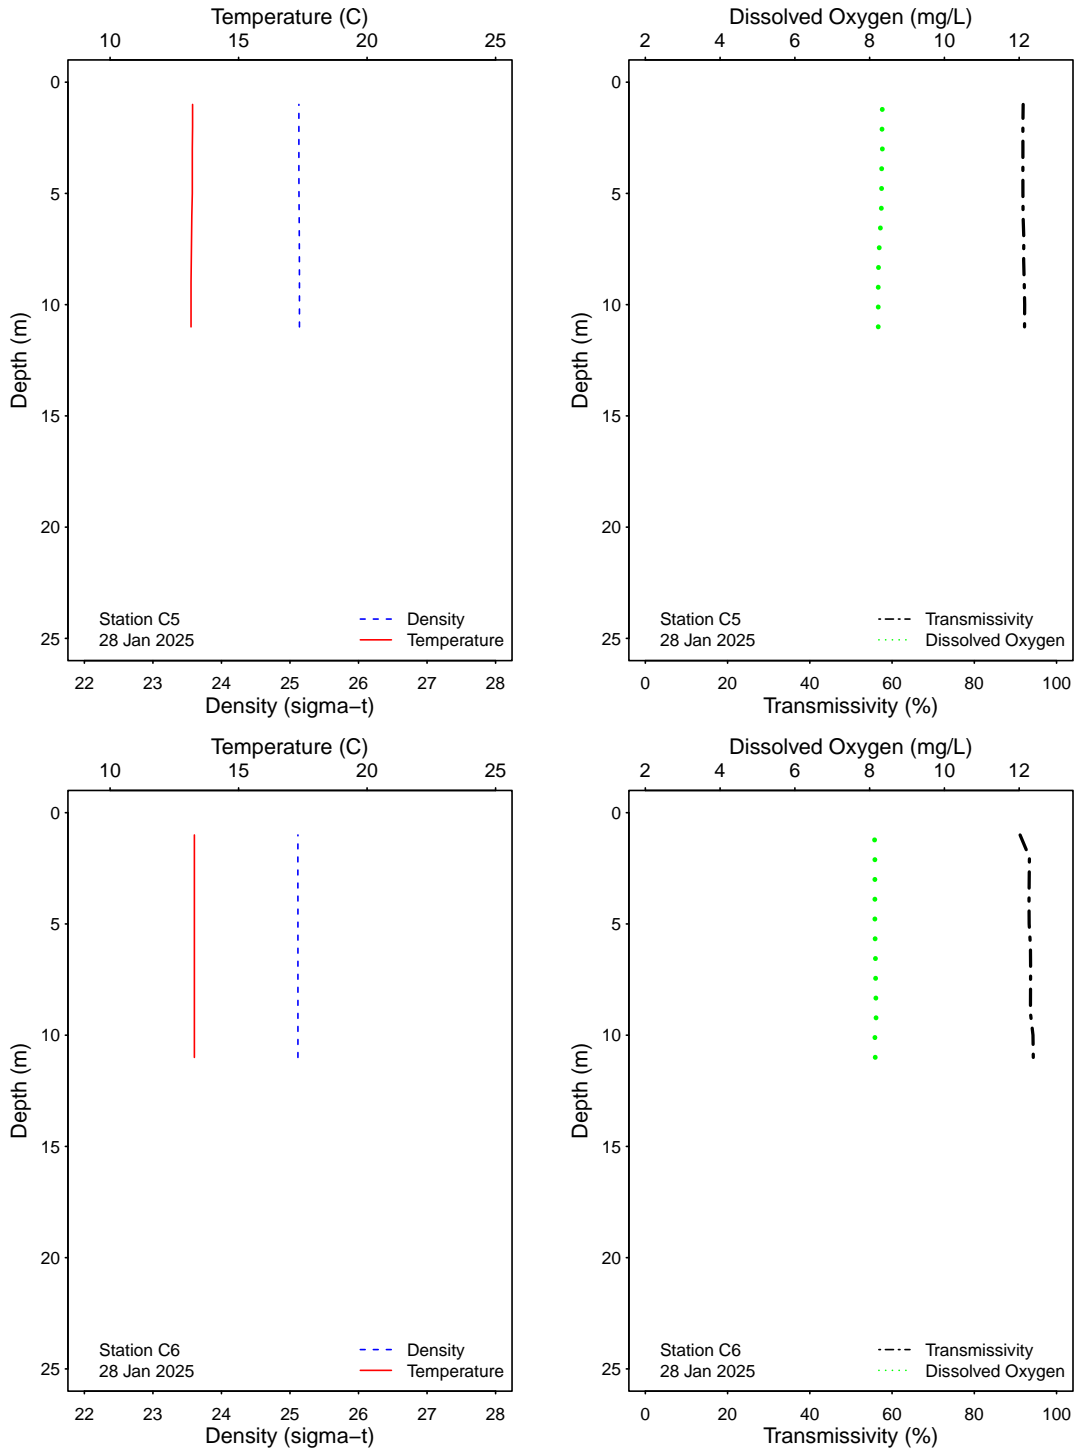 Temperature (C)
10 15 20 25
0
5
10
15
20
25
Depth (m)
Station C5
28 Jan 2025
Density
Temperature
22 23 24 25 26 27 28
Density (sigma−t)
Dissolved Oxygen (mg/L)
2 4 6 8 10 12
0
5
10
15
20
25
Depth (m)
Station C5
28 Jan 2025
Transmissivity
Dissolved Oxygen
0 20 40 60 80 100
Transmissivity (%)
Temperature (C)
10 15 20 25
0
5
10
15
20
25
Depth (m)
Station C6
28 Jan 2025
Density
Temperature
22 23 24 25 26 27 28
Density (sigma−t)
Dissolved Oxygen (mg/L)
2 4 6 8 10 12
0
5
10
15
20
25
Depth (m)
Station C6
28 Jan 2025
Transmissivity
Dissolved Oxygen
0 20 40 60 80 100
Transmissivity (%)